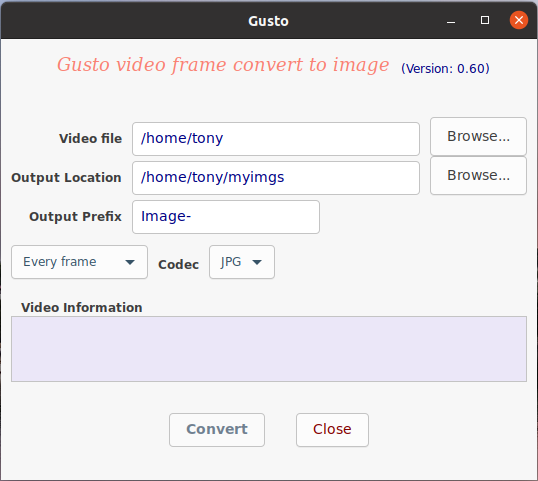 Gusto
Gusto video frame convert to image (Version: 0.60)
Video file /home/tony Browse...
Output Location /home/tony/myimgs Browse...
Output Prefix Image-
Every frame Codec JPG
Video Information
Convert Close